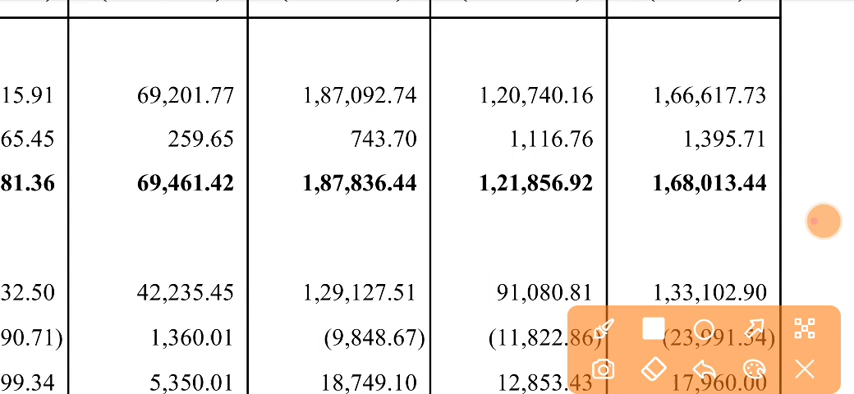 15.91 69,201.77 1,87,092.74 1,20,740.16 1,66,617.73
65.45 259.65 743.70 1,116.76 1,395.71
81.36 69,461.42 1,87,836.44 1,21,856.92 1,68,013.44
32.50 42,235.45 1,29,127.51 91,080.81 1,33,102.90
90.71) 1,360.01 (9,848.67) (11,822.86) (23,991.54)
99.34 5,350.01 18,749.10 12,853.43 17,960.00